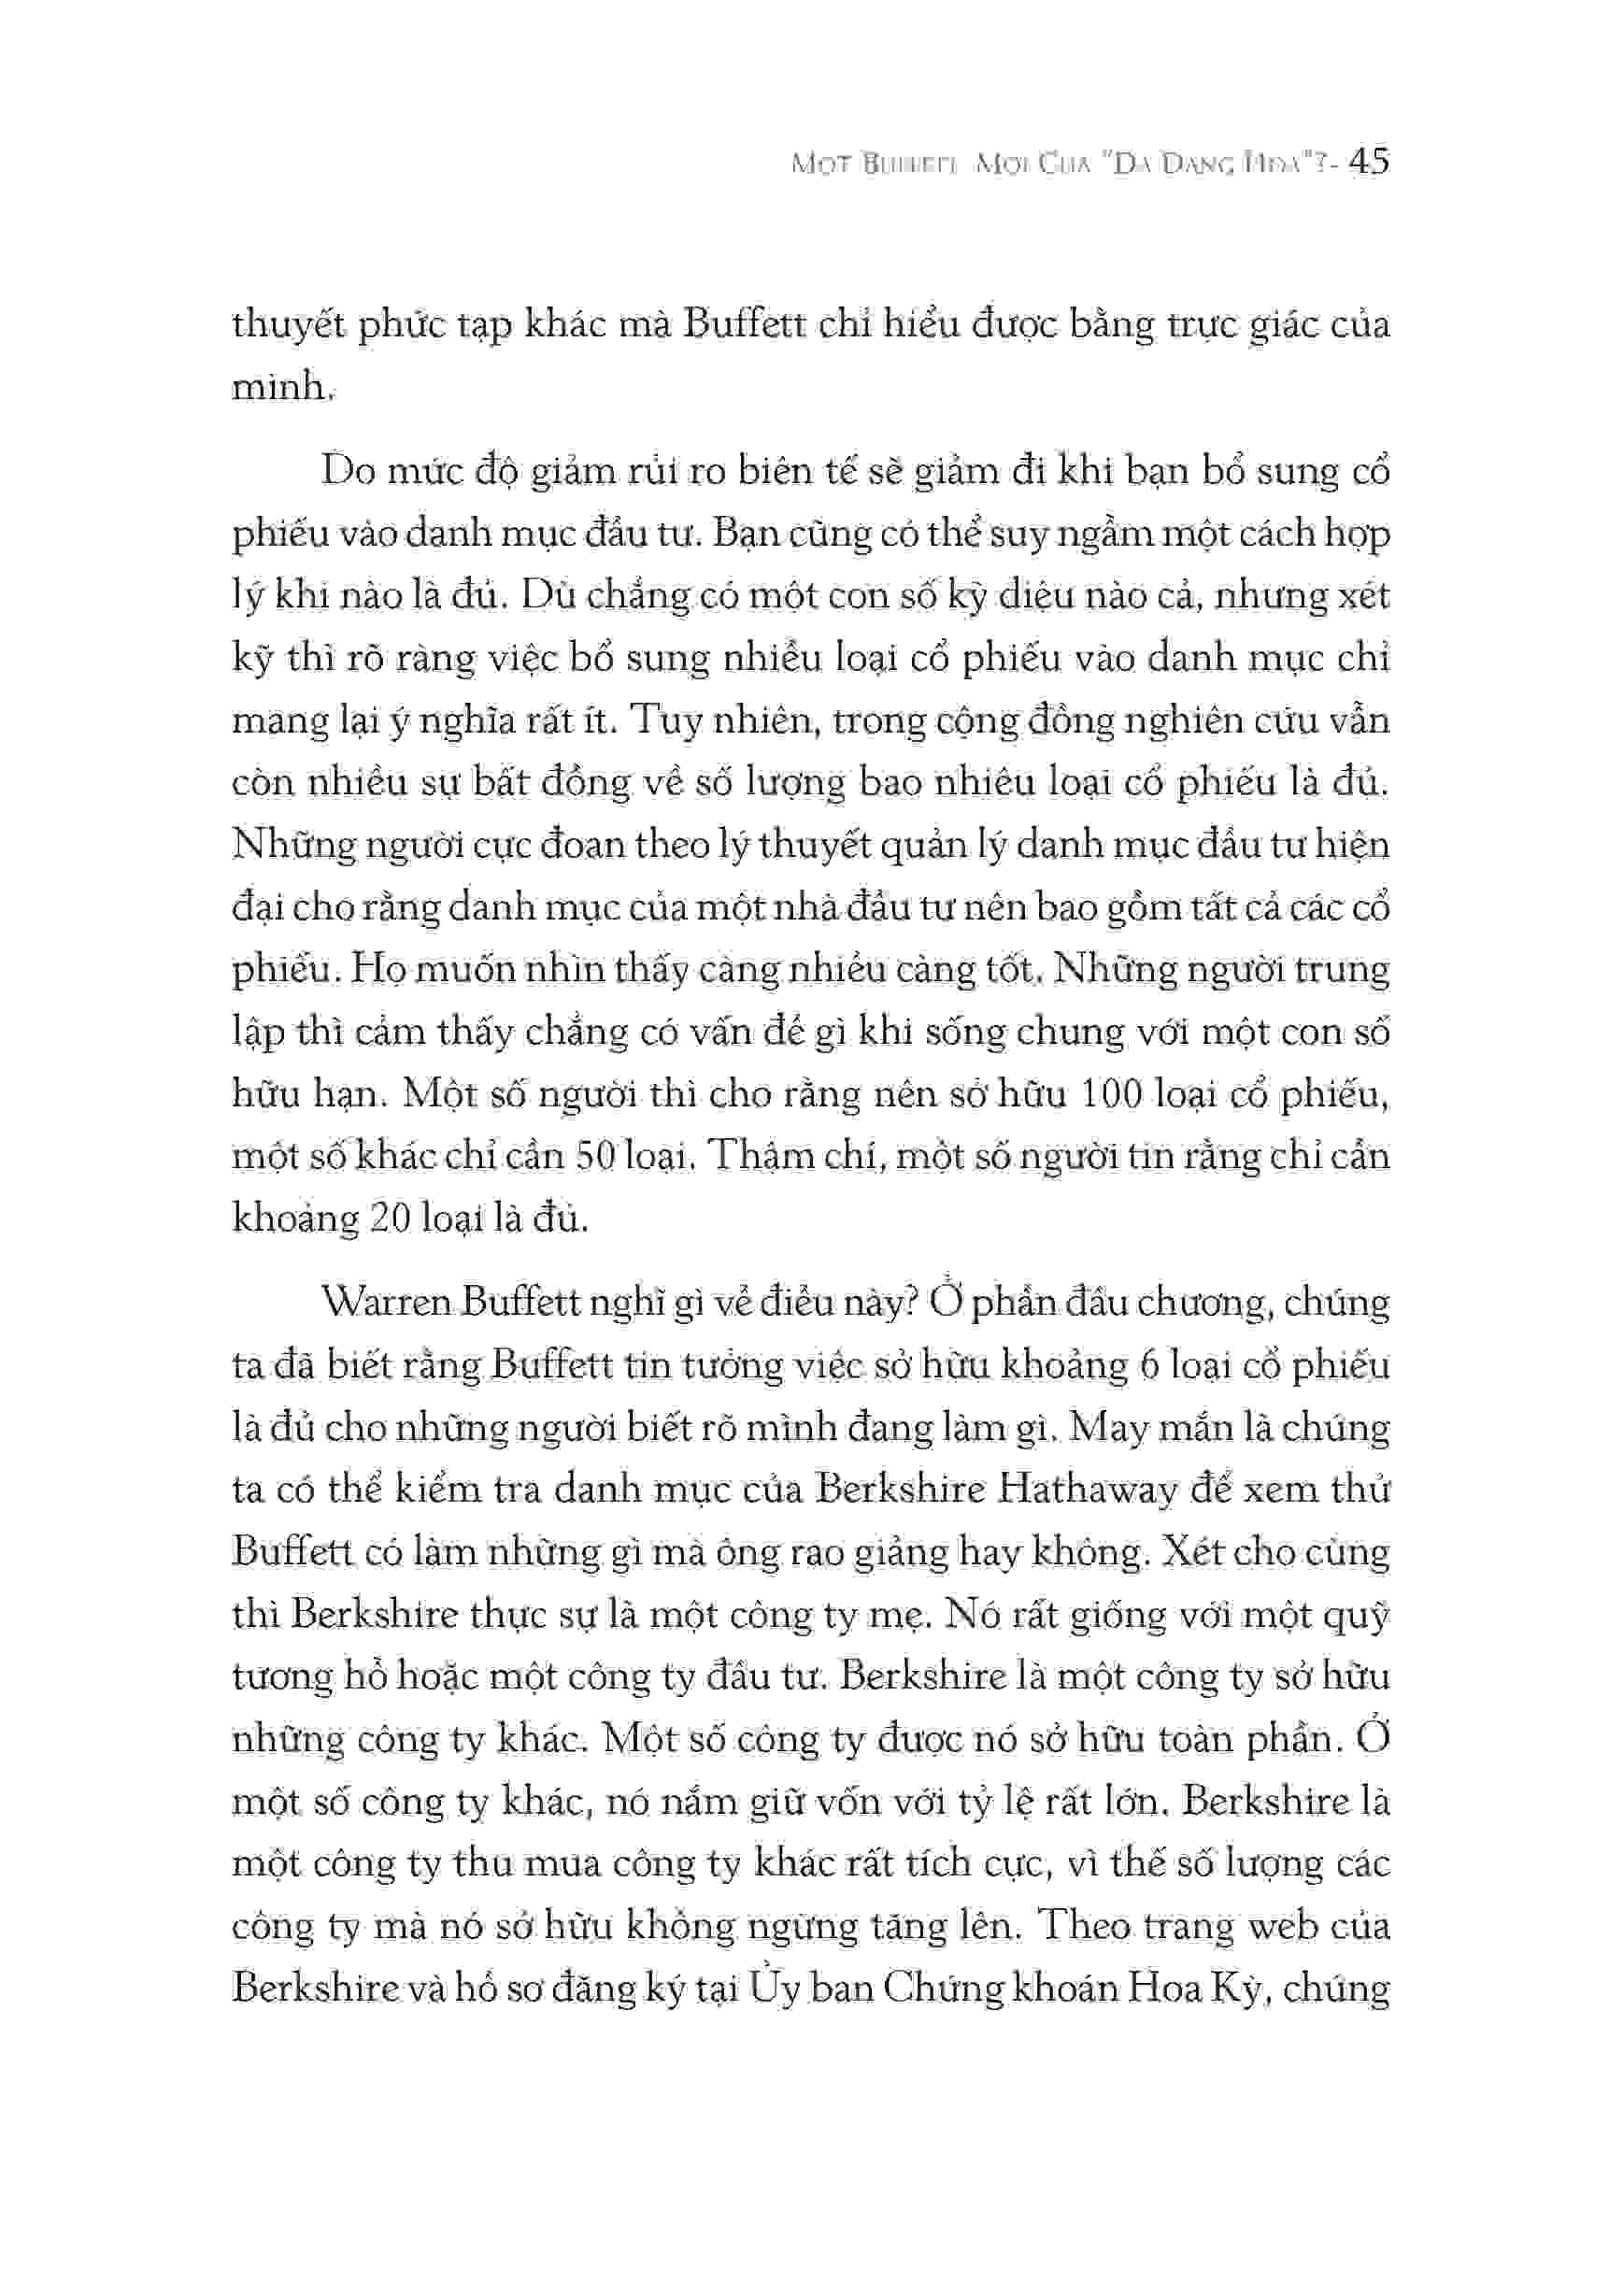 "? - 45
thuyết phức tạp khác mà Buffett chỉ hiểu được bằng trực giác của
mình.
Do mức độ giảm rủi ro biên tế sẽ giảm đi khi bạn bổ sung cổ
phiếu vào danh mục đầu tư. Bạn cũng có thể suy ngẫm một cách hợp
lý khi nào là đủ. Dù chẳng có một con số kỳ diệu nào cả, nhưng xét
kỹ thì rõ ràng việc bổ sung nhiều loại cổ phiếu vào danh mục chỉ
mang lại ý nghĩa rất ít. Tuy nhiên, trong cộng đồng nghiên cứu vẫn
còn nhiều sự bất đồng về số lượng bao nhiêu loại cổ phiếu là đủ.
Những người cực đoan theo lý thuyết quản lý danh mục đầu tư hiện
đại cho rằng danh mục của một nhà đầu tư nên bao gồm tất cả các cổ
phiếu. Họ muốn nhìn thấy càng nhiều càng tốt. Những người trung
lập thì cảm thấy chẳng có vấn đề gì khi sống chung với một con số
hữu hạn. Một số người thì cho rằng nên sở hữu 100 loại cổ phiếu,
một số khác chỉ cần 50 loại. Thậm chí, một số người tin rằng chỉ cần
khoảng 20 loại là đủ.
Warren Buffett nghĩ gì về điều này? Ở phần đầu chương, chúng
ta đã biết rằng Buffett tin tưởng việc sở hữu khoảng 6 loại cổ phiếu
là đủ cho những người biết rõ mình đang làm gì. May mắn là chúng
ta có thể kiểm tra danh mục của Berkshire Hathaway để xem thử
Buffett có làm những gì mà ông rao giảng hay không. Xét cho cùng
thì Berkshire thực sự là một công ty mẹ. Nó rất giống với một quỹ
tương hỗ hoặc một công ty đầu tư. Berkshire là một công ty sở hữu
những công ty khác. Một số công ty được nó sở hữu toàn phần. Ở
một số công ty khác, nó nắm giữ vốn với tỷ lệ rất lớn. Berkshire là
một công ty thu mua công ty khác rất tích cực, vì thế số lượng các
công ty mà nó sở hữu không ngừng tăng lên. Theo trang web của
Berkshire và hồ sơ đăng ký tại Ủy ban Chứng khoán Hoa Kỳ, chúng